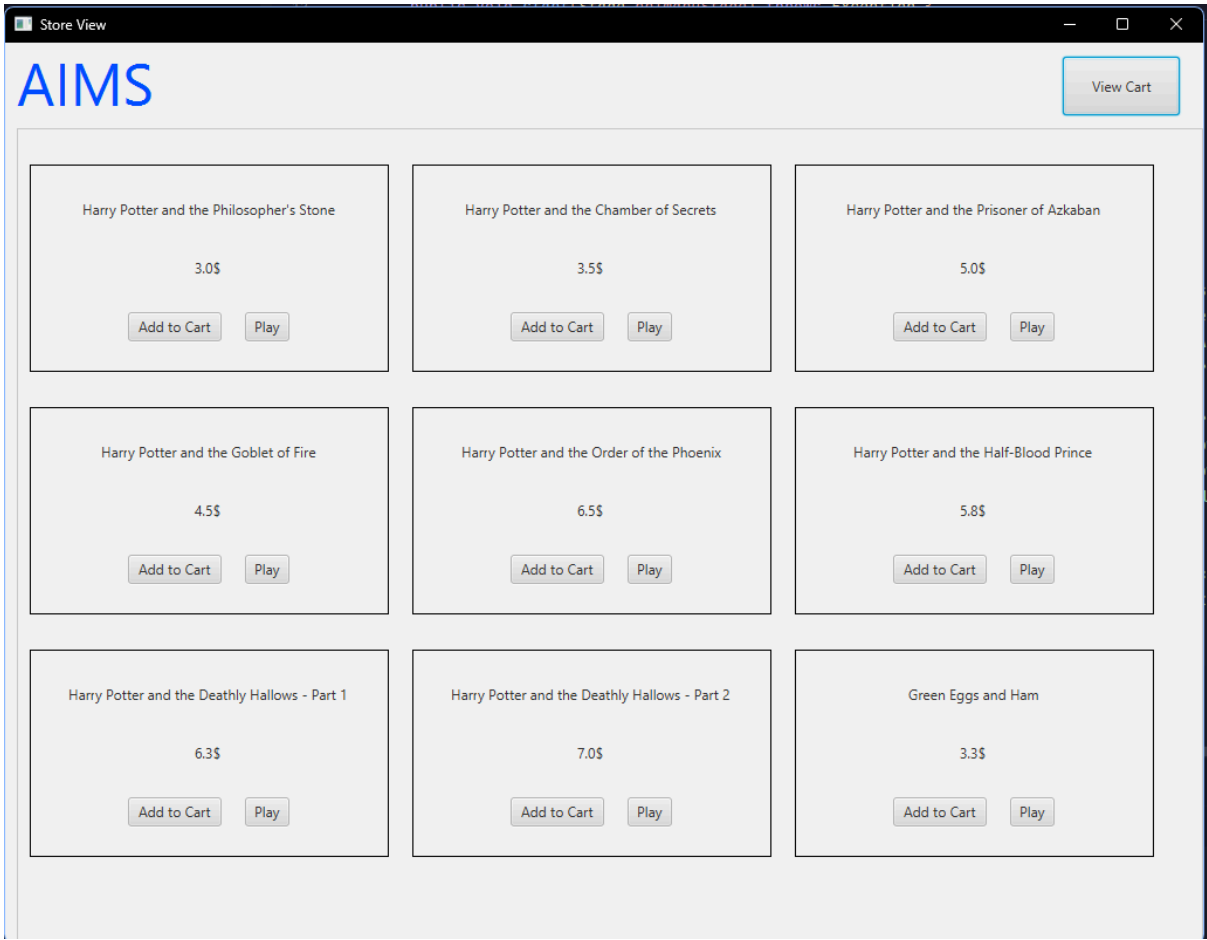 Store View
AIMS
View Cart
Harry Potter and the Philosopher's Stone
3.0$
Add to Cart Play
Harry Potter and the Chamber of Secrets
3.5$
Add to Cart Play
Harry Potter and the Prisoner of Azkaban
5.0$
Add to Cart Play
Harry Potter and the Goblet of Fire
4.5$
Add to Cart Play
Harry Potter and the Order of the Phoenix
6.5$
Add to Cart Play
Harry Potter and the Half-Blood Prince
5.8$
Add to Cart Play
Harry Potter and the Deathly Hallows - Part 1
6.3$
Add to Cart Play
Harry Potter and the Deathly Hallows - Part 2
7.0$
Add to Cart Play
Green Eggs and Ham
3.3$
Add to Cart Play